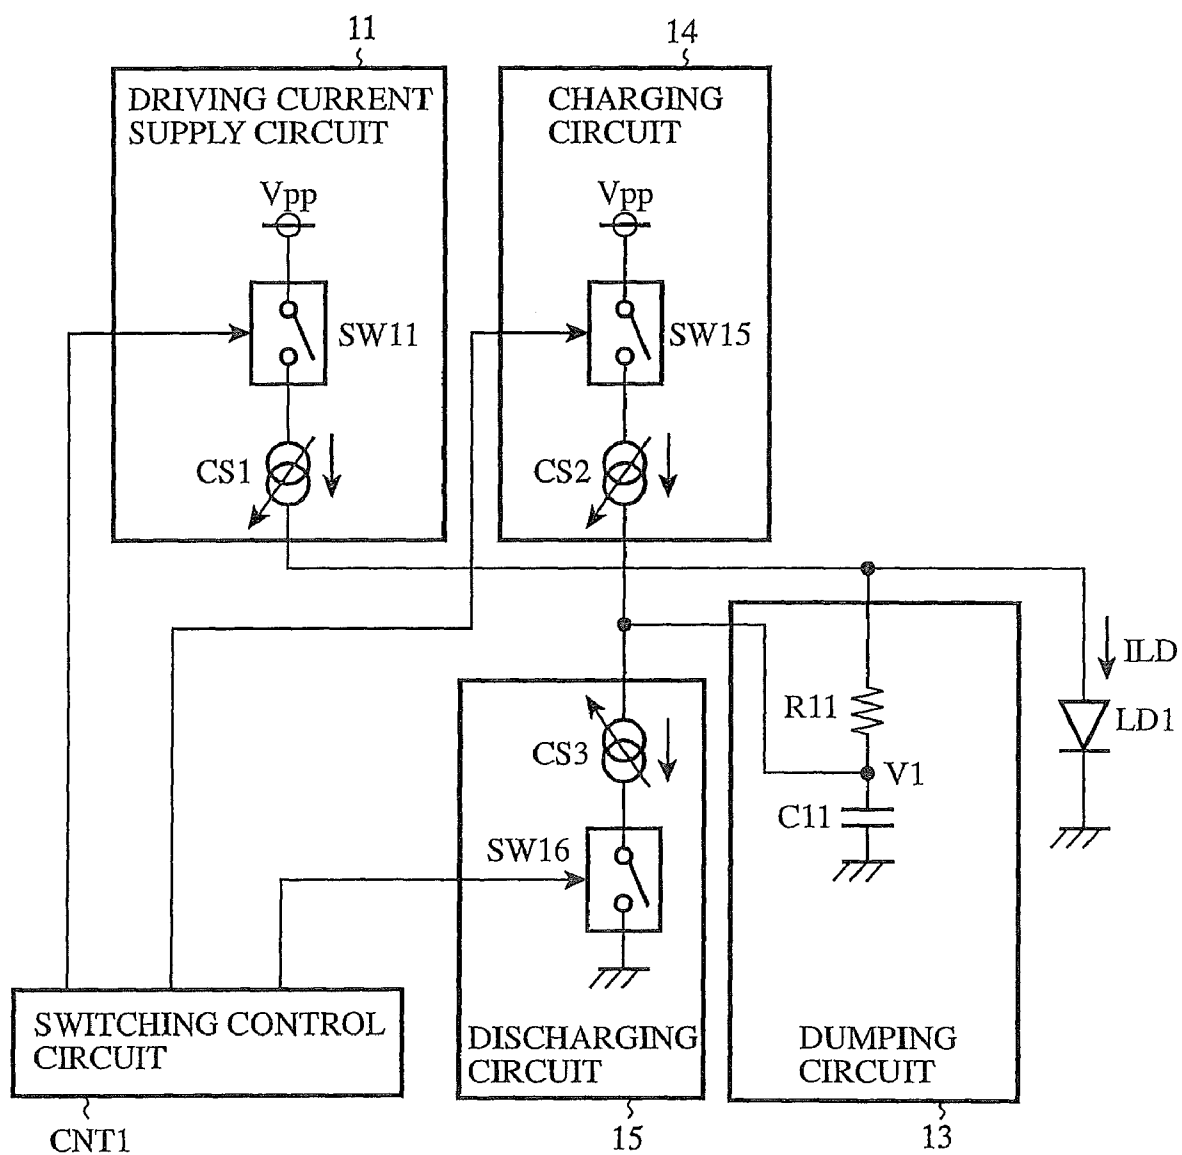 11
14
DRIVING CURRENT
SUPPLY CIRCUIT
CHARGING
CIRCUIT
Vpp
Vpp
SW11
SW15
CS1
CS2
ILD
LD1
R11
CS3
V1
C11
SW16
SWITCHING CONTROL
CIRCUIT
DISCHARGING
CIRCUIT
DUMPING
CIRCUIT
CNT1
15
13